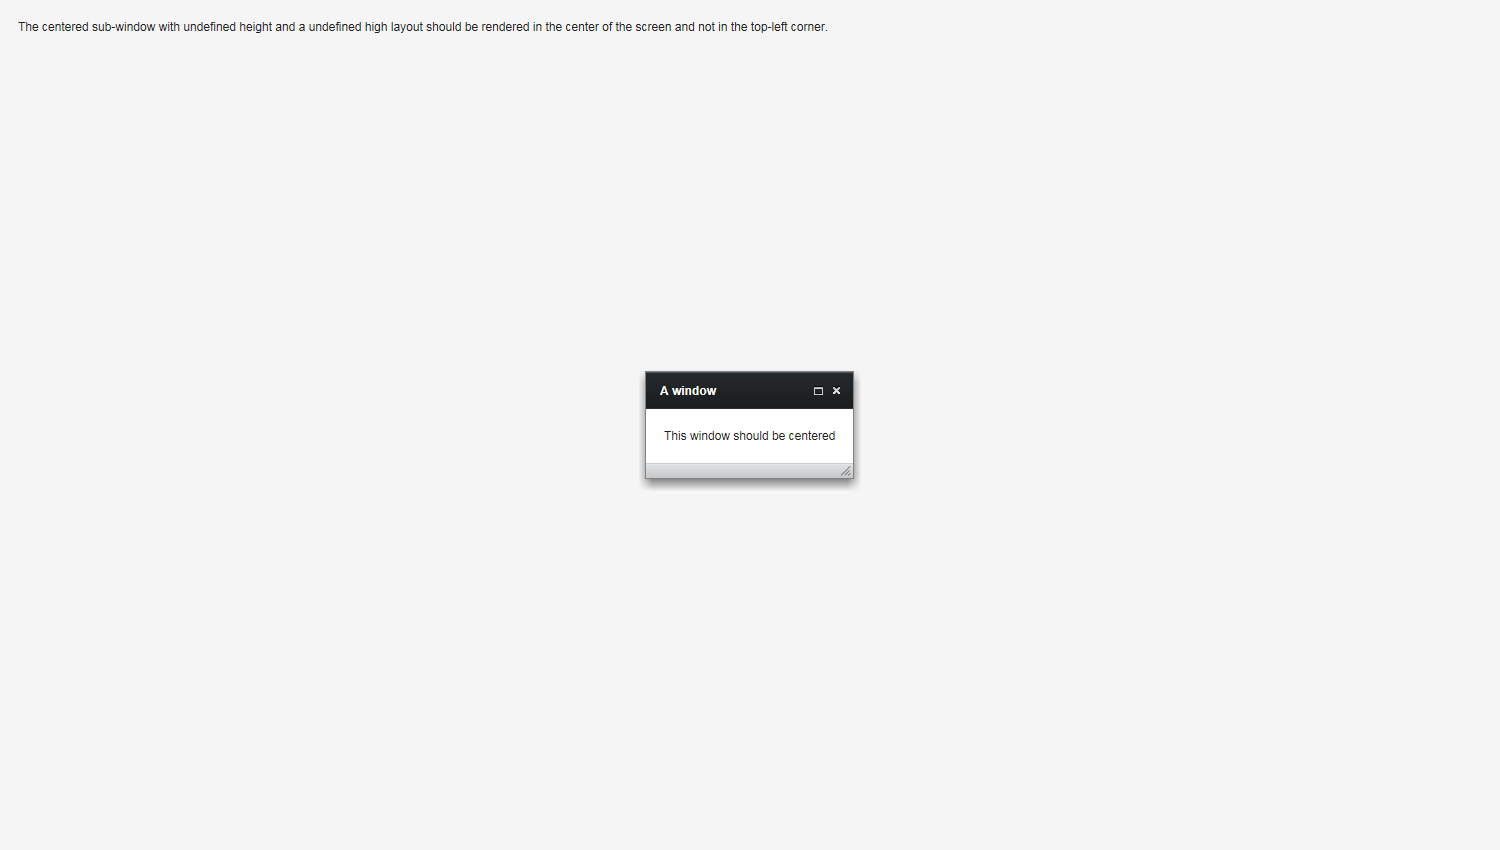 The centered sub-window with undefined height and a undefined high layout should be rendered in the center of the screen and not in the top-left corner.
A window
This window should be centered